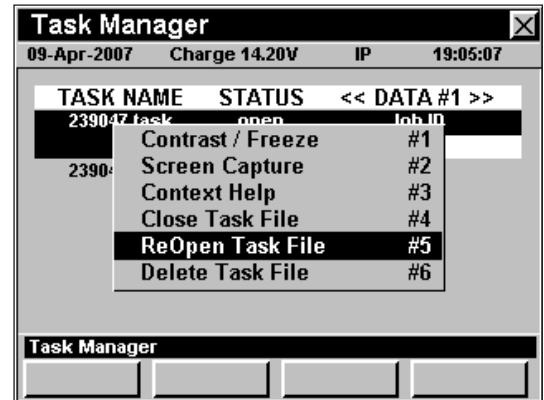 Task Manager
09-Apr-2007 Charge 14.20V IP 19:05:07
TASK NAME STATUS << DATA #1 >>
239047 task open Job ID
Contrast / Freeze #1
Screen Capture #2
2390
Context Help #3
Close Task File #4
ReOpen Task File #5
Delete Task File #6
Task Manager